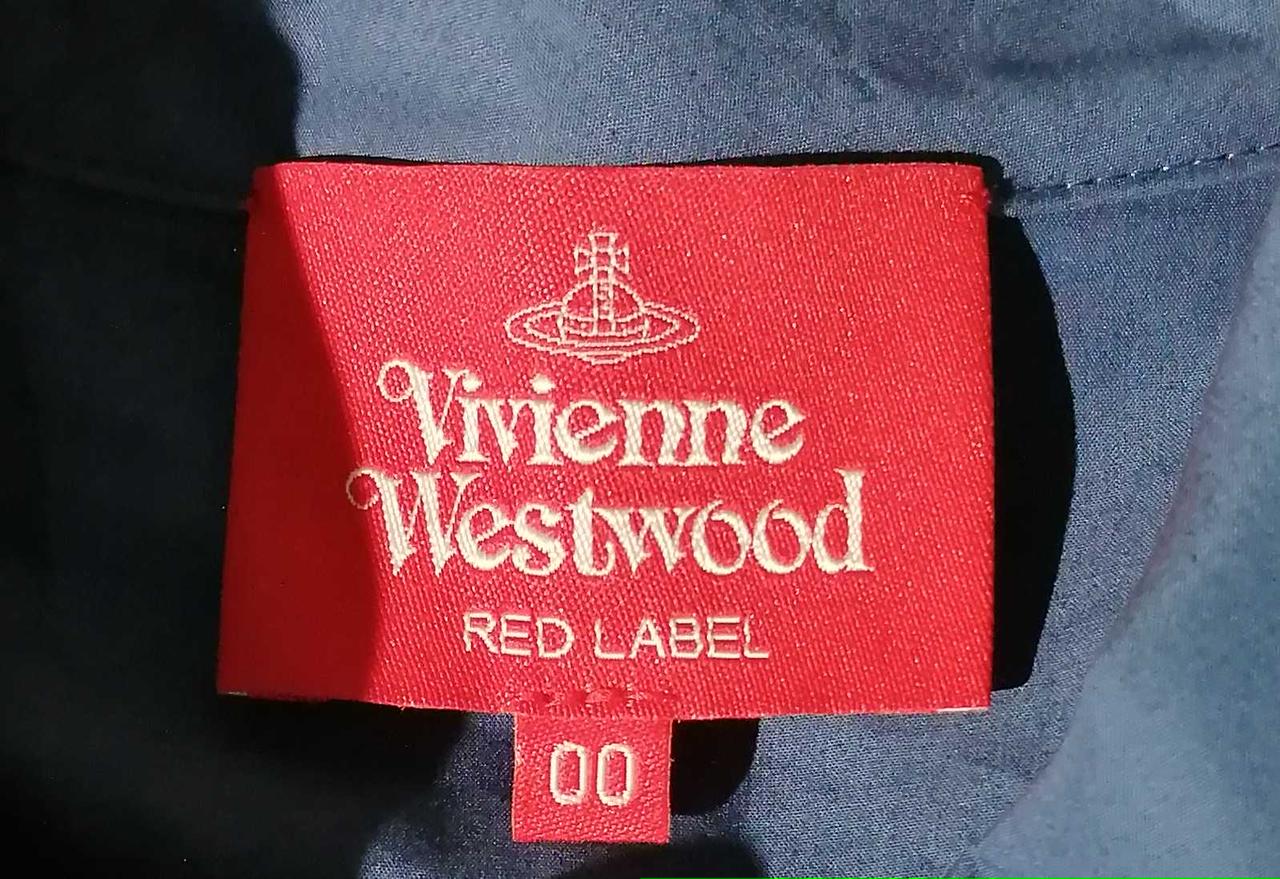 Vivienne
Westwood
RED LABEL
00